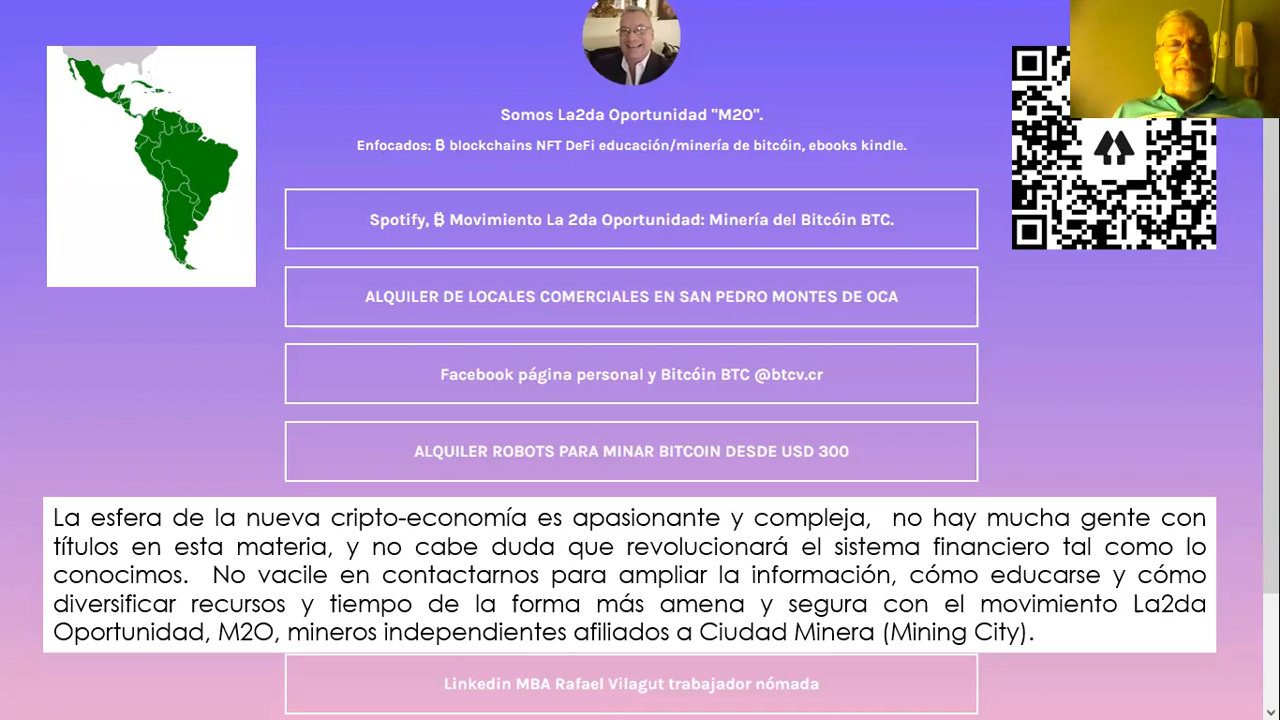 Somos La2da Oportunidad "M2O".
Enfocados: ₿ blockchains NFT DeFi educación/minería de bitcóin, ebooks kindle.
Spotify, ₿ Movimiento La 2da Oportunidad: Minería del Bitcóin BTC.
ALQUILER DE LOCALES COMERCIALES EN SAN PEDRO MONTES DE OCA
Facebook página personal y Bitcóin BTC @btcv.cr
ALQUILER ROBOTS PARA MINAR BITCOIN DESDE USD 300
La esfera de la nueva cripto-economía es apasionante y compleja, no hay mucha gente con
títulos en esta materia, y no cabe duda que revolucionará el sistema financiero tal como lo
conocimos. No vacile en contactarnos para ampliar la información, cómo educarse y cómo
diversificar recursos y tiempo de la forma más amena y segura con el movimiento La2da
Oportunidad, M2O, mineros independientes afiliados a Ciudad Minera (Mining City).
Linkedin MBA Rafael Vilagut trabajador nómada